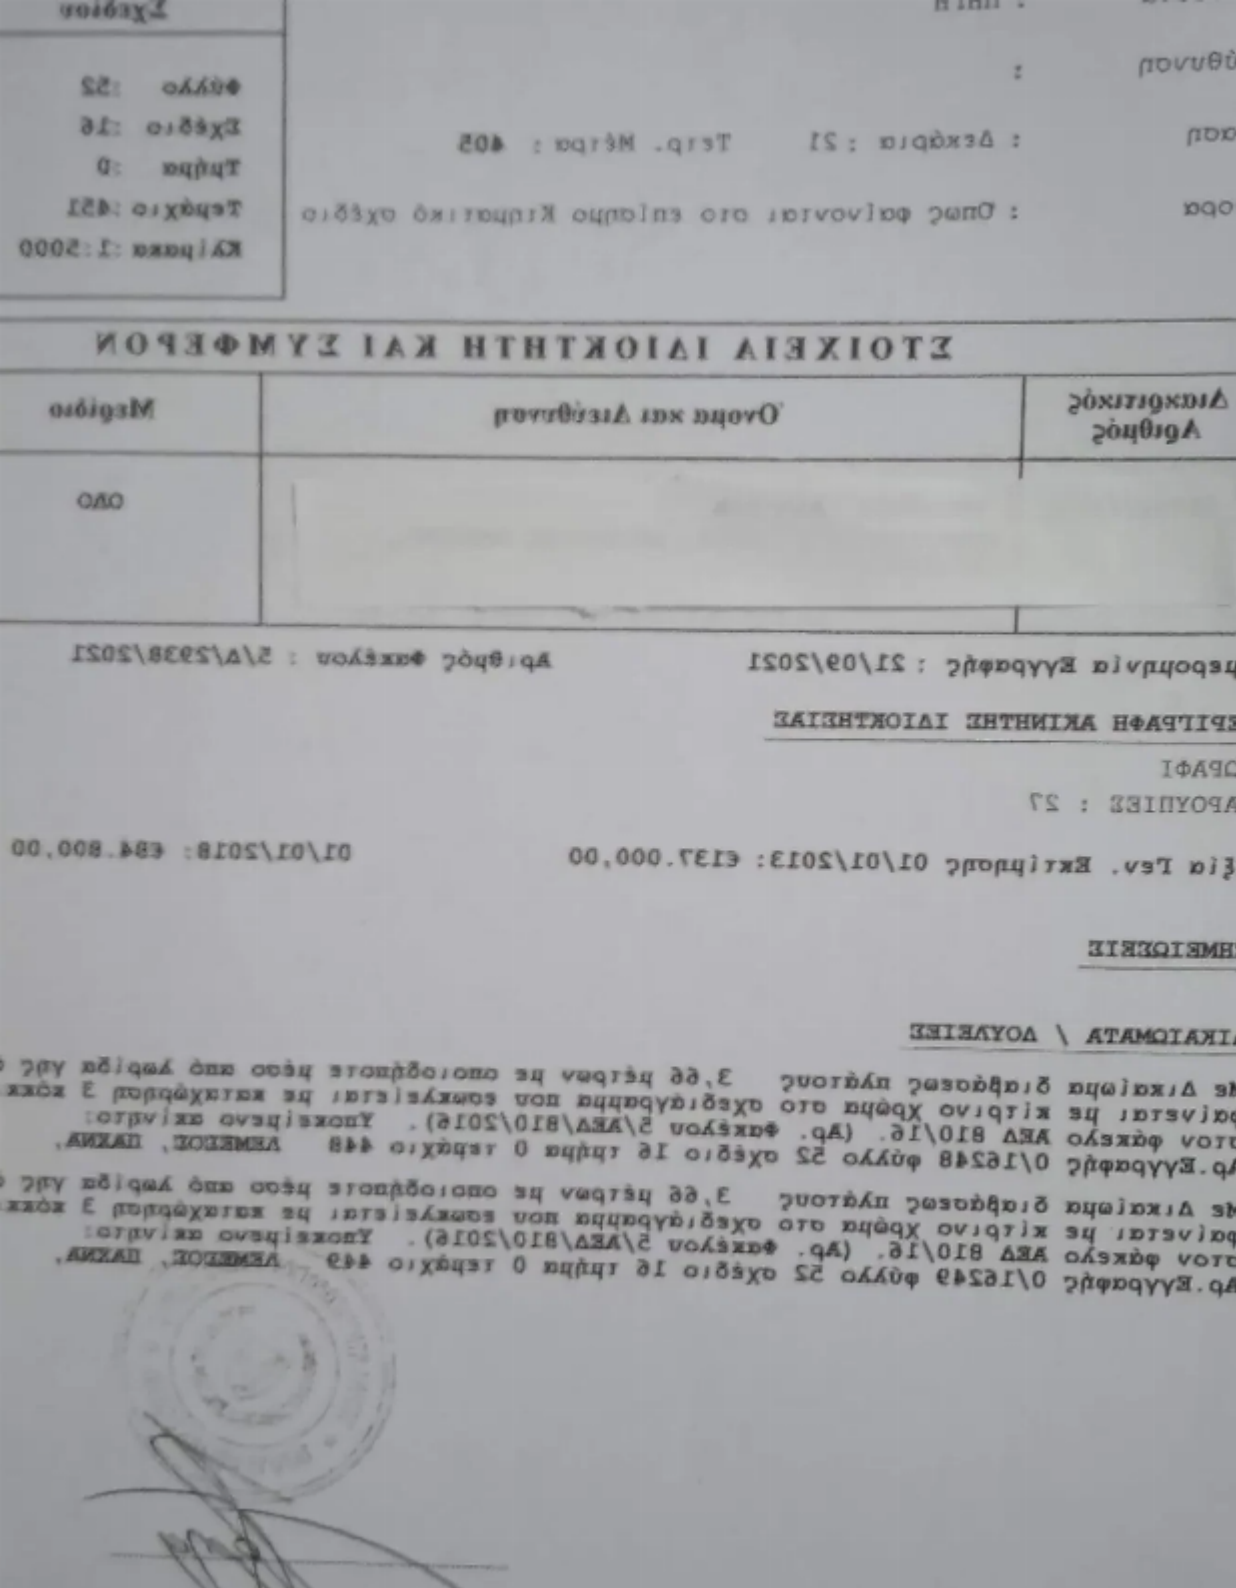 Σχεδίου
: ΠΗΓΗ
ύθυνση :
Φύλλο :52
Σχέδιο :16
ταση : Δεκάρια : 21 Τετρ. Μέτρα : 405
Τμήμα :0
Τεμάχιο :451
ορα : Όπως φαίνονται στο επίσημο Κτηματικό σχέδιο
Κλίμακα :1:5000
ΣΤΟΙΧΕΙΑ ΙΔΙΟΚΤΗΤΗ ΚΑΙ ΣΥΜΦΕΡΟΝ
Διακριτικός Αριθμός
Όνομα και Διεύθυνση
Μερίδιο
ΟΛΟ
μερομηνία Εγγραφής : 21/09/2021 Αριθμός Φακέλου : 5/Δ/2938/2021
ΕΡΙΓΡΑΦΗ ΑΚΙΝΗΤΗΣ ΙΔΙΟΚΤΗΣΙΑΣ
ΩΡΑΦΙ
ΑΡΟΥΠΙΕΣ : 27
ξία Γεν. Εκτίμησης 01/01/2013: €137.000,00 01/01/2018: €84.800,00
ΗΜΕΙΩΣΕΙΣ
ΙΚΑΙΩΜΑΤΑ / ΔΟΥΛΕΙΕΣ
Με Δικαίωμα διαβάσεως πλάτους 3,66 μέτρων με οποιοδήποτε μέσο από λωρίδα γης
φαίνεται με κίτρινο χρώμα στο σχεδιάγραμμα που εσωκλείεται με καταχώρηση 3 κόκκ
στον φάκελο ΑΕΔ 810/16. (Αρ. Φακέλου 5/ΑΕΔ/810/2016). Υποκείμενο ακίνητο:
Αρ.Εγγραφής 0/16248 φύλλο 52 σχέδιο 16 τμήμα 0 τεμάχιο 448 ΛΕΜΕΣΟΣ, ΠΑΧΝΑ,
Με Δικαίωμα διαβάσεως πλάτους 3,66 μέτρων με οποιοδήποτε μέσο από λωρίδα γης
φαίνεται με κίτρινο χρώμα στο σχεδιάγραμμα που εσωκλείεται με καταχώρηση 3 κόκκ
στον φάκελο ΑΕΔ 810/16. (Αρ. Φακέλου 5/ΑΕΔ/810/2016). Υποκείμενο ακίνητο:
Αρ.Εγγραφής 0/16249 φύλλο 52 σχέδιο 16 τμήμα 0 τεμάχιο 449 ΛΕΜΕΣΟΣ, ΠΑΧΝΑ,